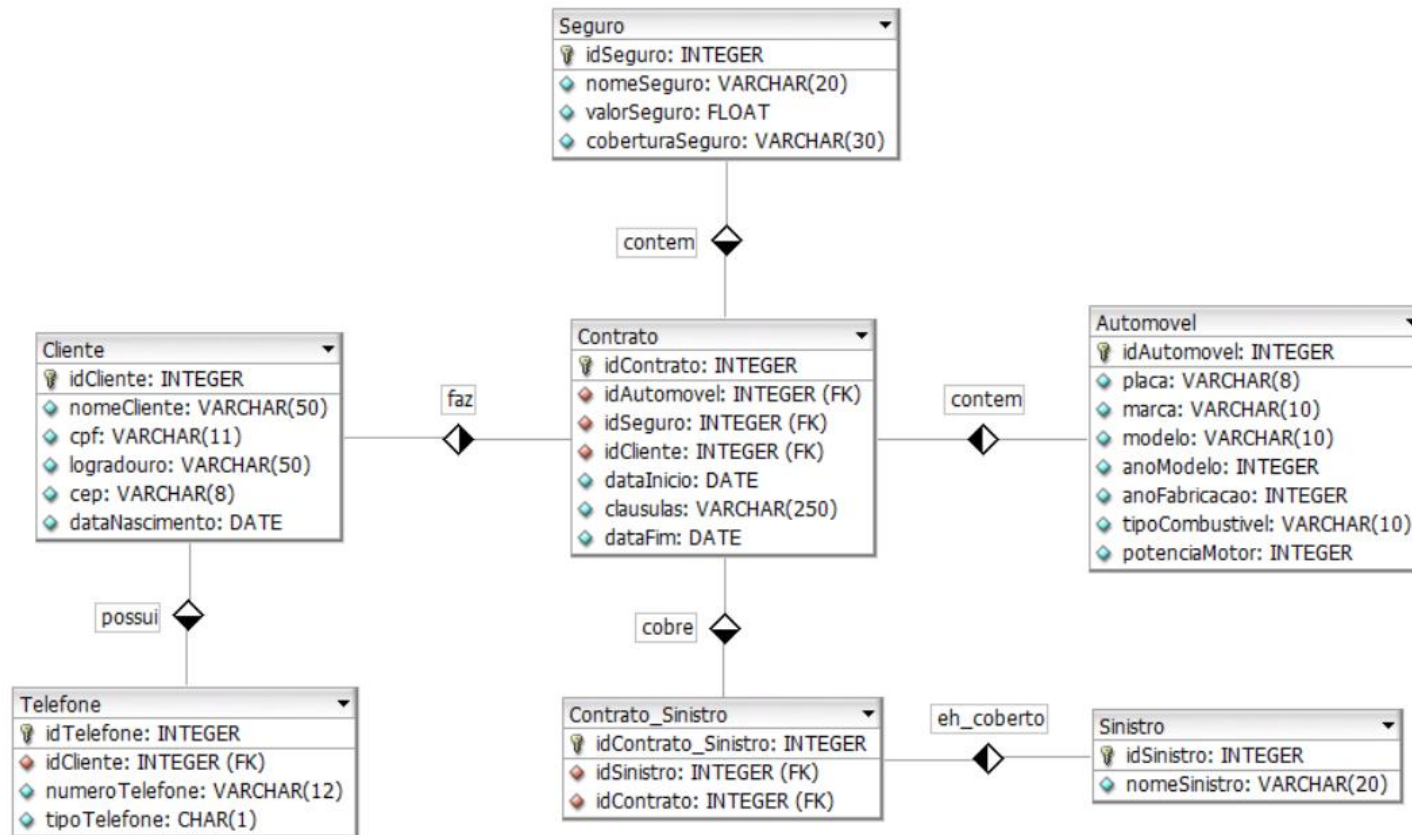 Seguro
idSeguro: INTEGER
nomeSeguro: VARCHAR(20)
valorSeguro: FLOAT
coberturaSeguro: VARCHAR(30)
contem
Cliente
idCliente: INTEGER
nomeCliente: VARCHAR(50)
cpf: VARCHAR(11)
logradouro: VARCHAR(50)
cep: VARCHAR(8)
dataNascimento: DATE
faz
Contrato
idContrato: INTEGER
idAutomovel: INTEGER (FK)
idSeguro: INTEGER (FK)
idCliente: INTEGER (FK)
dataInicio: DATE
clausulas: VARCHAR(250)
dataFim: DATE
contem
Automovel
idAutomovel: INTEGER
placa: VARCHAR(8)
marca: VARCHAR(10)
modelo: VARCHAR(10)
anoModelo: INTEGER
anoFabricacao: INTEGER
tipoCombustivel: VARCHAR(10)
potenciaMotor: INTEGER
possui
cobre
Telefone
idTelefone: INTEGER
idCliente: INTEGER (FK)
numeroTelefone: VARCHAR(12)
tipoTelefone: CHAR(1)
Contrato_Sinistro
idContrato_Sinistro: INTEGER
idSinistro: INTEGER (FK)
idContrato: INTEGER (FK)
eh_coberto
Sinistro
idSinistro: INTEGER
nomeSinistro: VARCHAR(20)